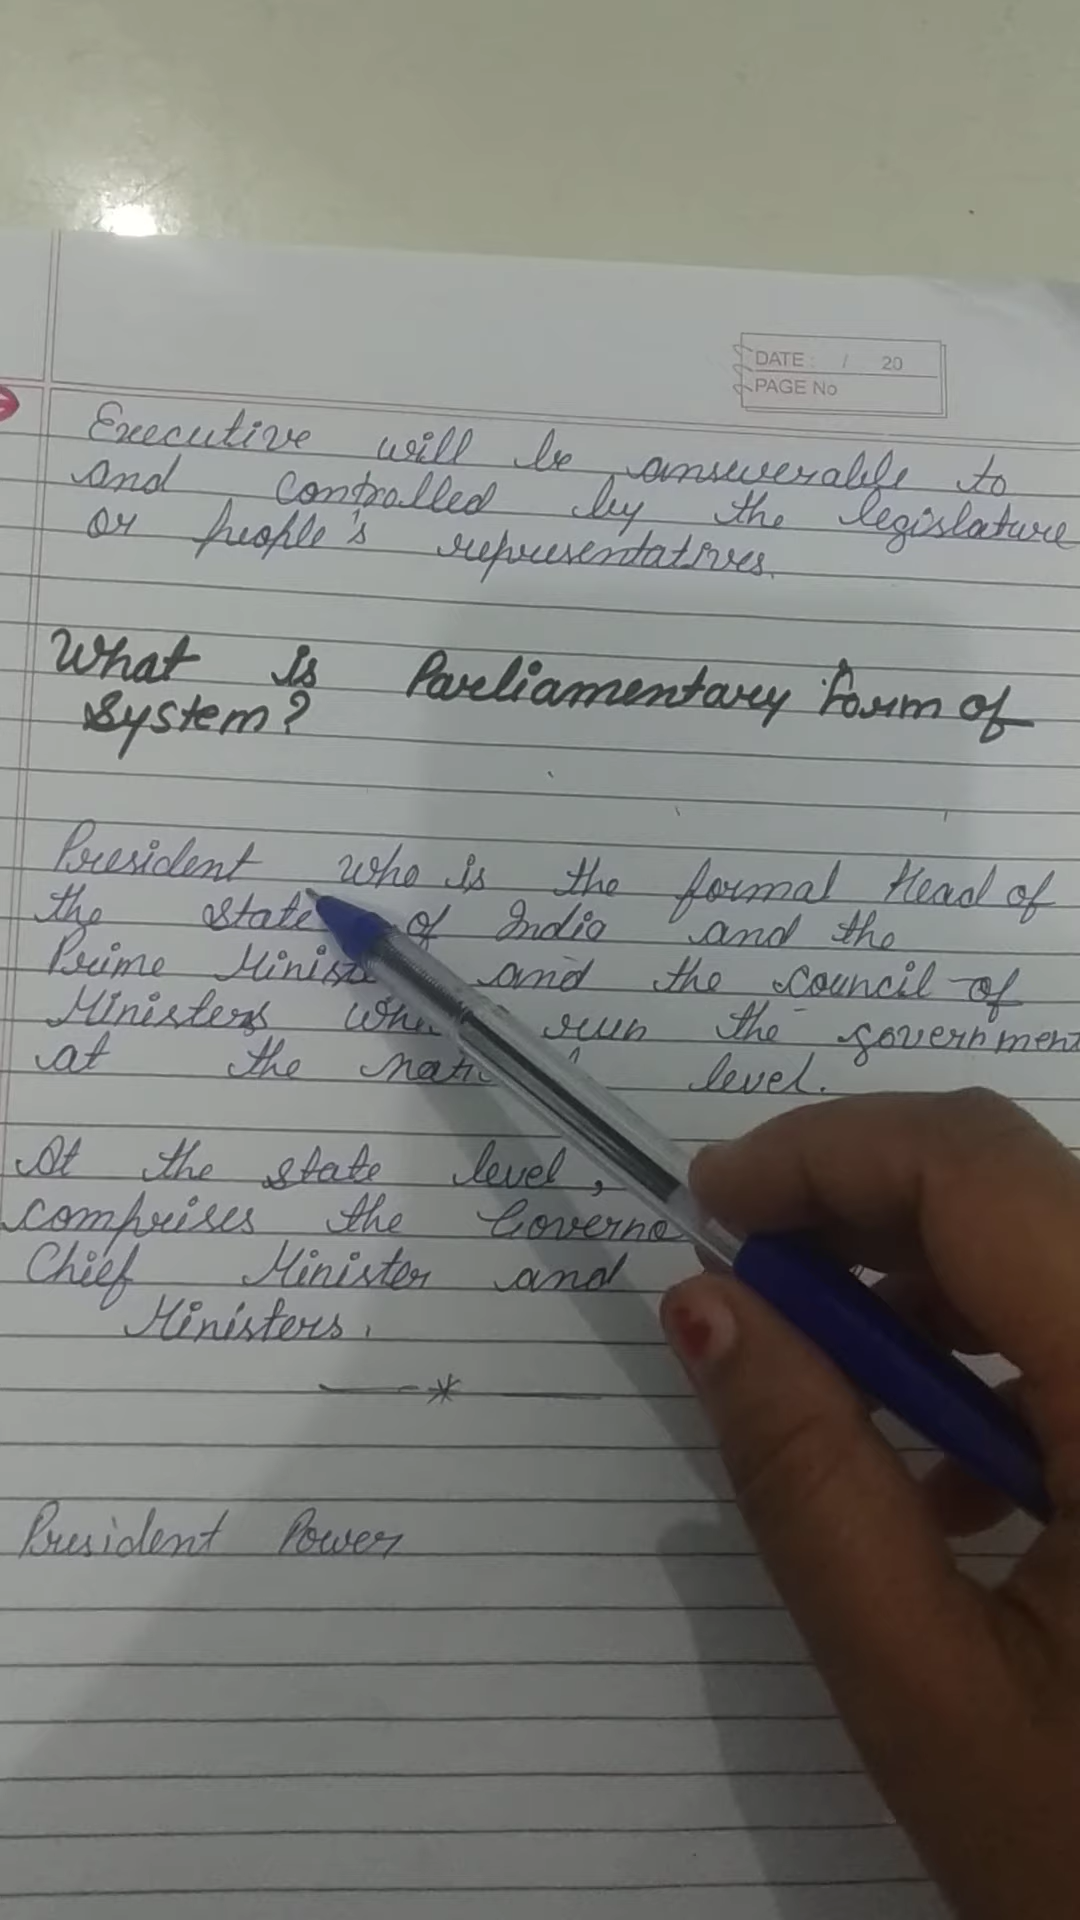 DATE: / 20
PAGE No
Executive will be answerable to
and controlled by the legislature
or people's representatives.
What is Parliamentary Form of
System?
President who is the formal Head of
the state of India and the
Prime and the council of
Ministers run the government
at the level.
At the state level,
comprises the
Chief Minister and
Ministers.
President Power